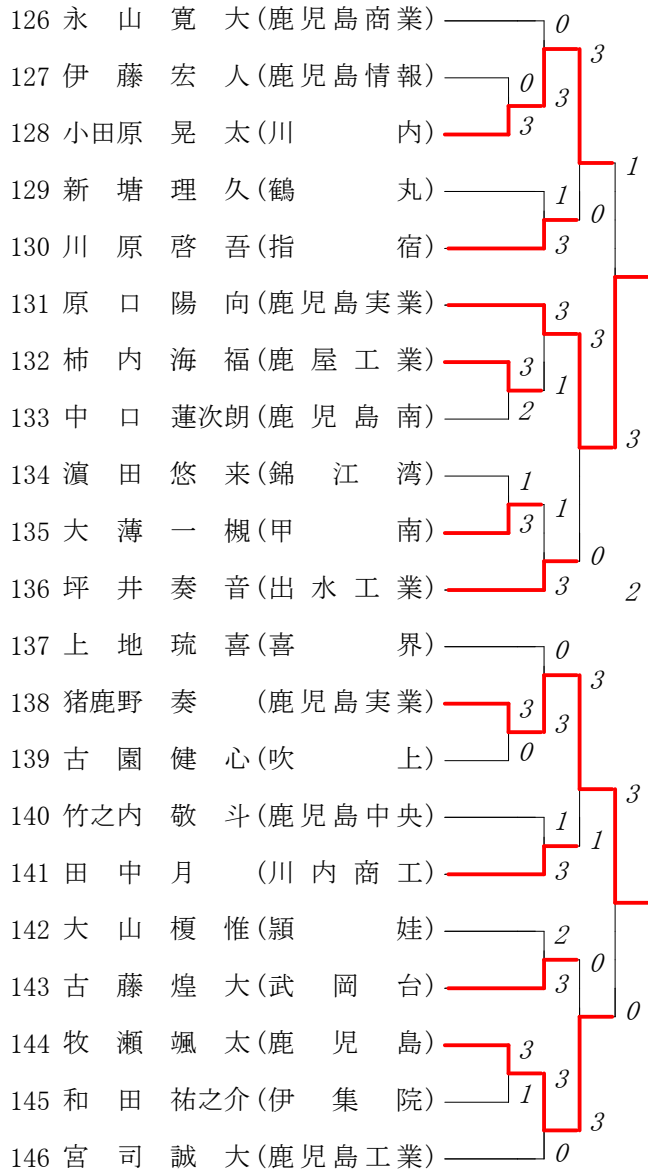 126 永山寛大(鹿児島商業) 0
3
127 伊藤宏人(鹿児島情報) 0 3
128 小田原晃太(川内) 3
1
129 新塘理久(鶴丸) 1 0
130 川原啓吾(指宿) 3
131 原口陽向(鹿児島実業) 3 3
132 柿内海福(鹿屋工業) 3 1
133 中口蓮次朗(鹿児島南) 2
3
134 濵田悠来(錦江湾) 1 1
135 大薄一槻(甲南) 3
0
136 坪井奏音(出水工業) 3 2
137 上地琉喜(喜界) 0 3
138 猪鹿野奏(鹿児島実業) 3 3
139 古園健心(吹上) 0
3
140 竹之内敬斗(鹿児島中央) 1 1
141 田中月(川内商工) 3
142 大山榎惟(頴娃) 2 0
143 古藤煌大(武岡台) 3
0
144 牧瀬颯太(鹿児島) 3 3
145 和田祐之介(伊集院) 1 3
146 宮司誠大(鹿児島工業) 0